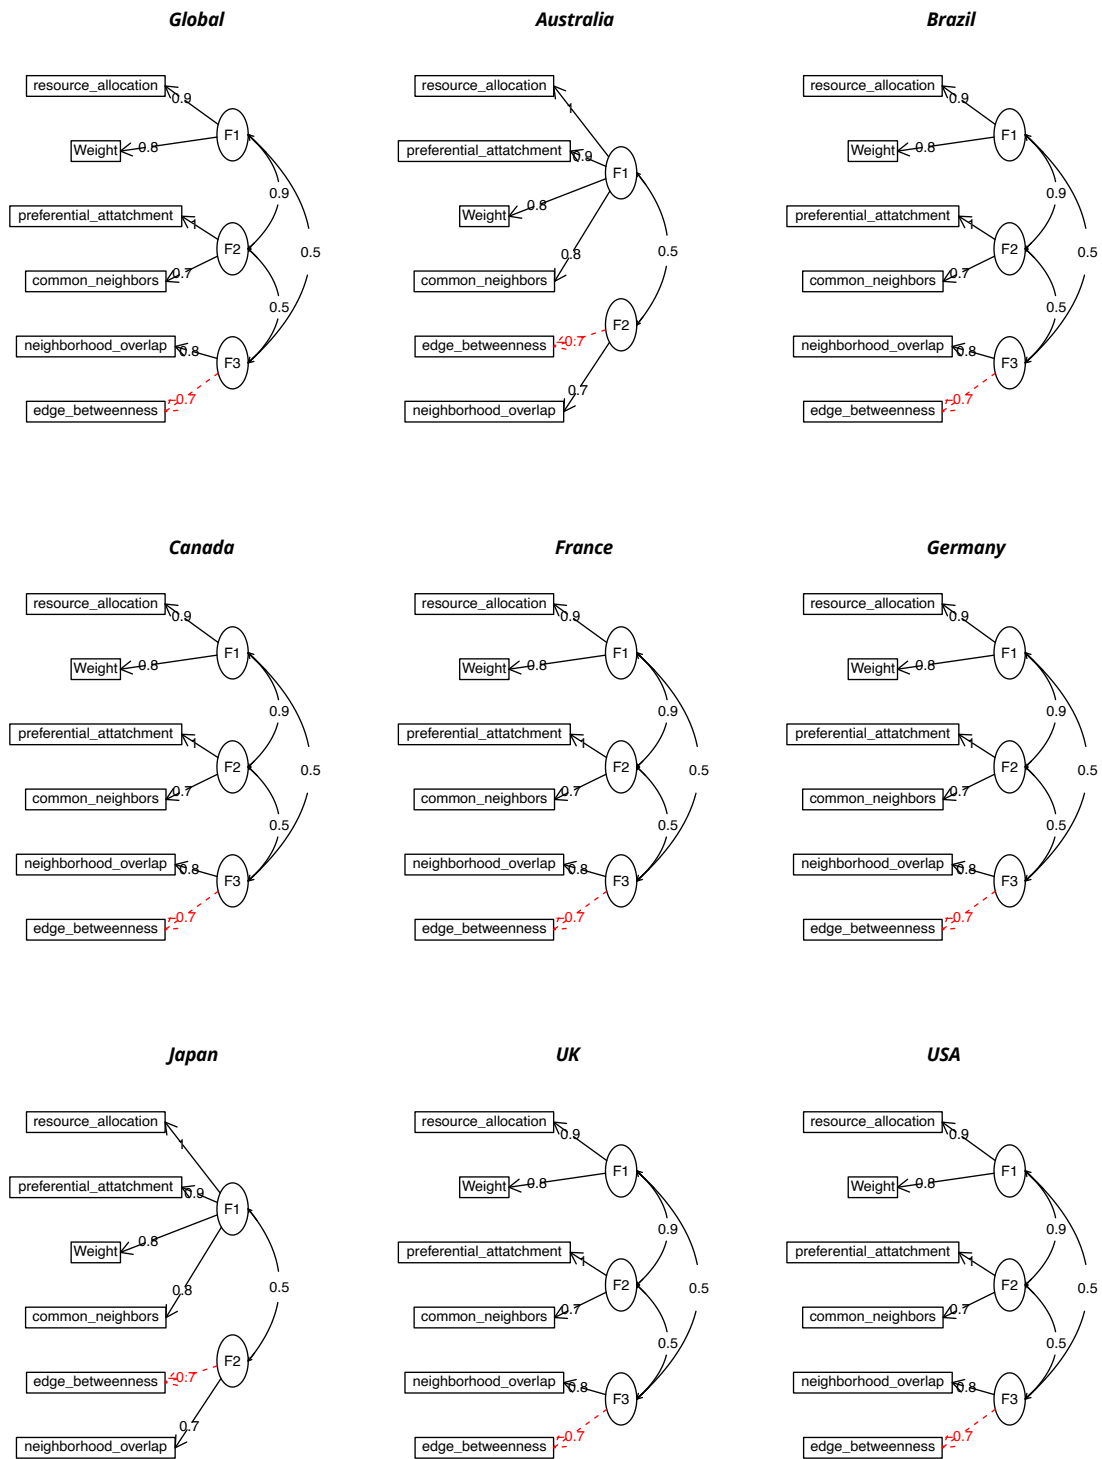 Global
resource_allocation
0.9
F1
Weight
0.8
0.9
preferential_attatchment
1
F2
0.5
common_neighbors
0.7
0.5
neighborhood_overlap
0.8
F3
-0.7
edge_betweenness
Australia
resource_allocation
1
preferential_attatchment
0.9
F1
Weight
0.8
0.8
0.5
common_neighbors
F2
edge_betweenness
-0.7
0.7
neighborhood_overlap
Brazil
resource_allocation
0.9
F1
Weight
0.8
0.9
preferential_attatchment
1
F2
0.5
common_neighbors
0.7
0.5
neighborhood_overlap
0.8
F3
-0.7
edge_betweenness
Canada
resource_allocation
0.9
F1
Weight
0.8
0.9
preferential_attatchment
1
F2
0.5
common_neighbors
0.7
0.5
neighborhood_overlap
0.8
F3
-0.7
edge_betweenness
France
resource_allocation
0.9
F1
Weight
0.8
0.9
preferential_attatchment
1
F2
0.5
common_neighbors
0.7
0.5
neighborhood_overlap
0.8
F3
-0.7
edge_betweenness
Germany
resource_allocation
0.9
F1
Weight
0.8
0.9
preferential_attatchment
1
F2
0.5
common_neighbors
0.7
0.5
neighborhood_overlap
0.8
F3
-0.7
edge_betweenness
Japan
resource_allocation
1
preferential_attatchment
0.9
F1
Weight
0.8
0.8
0.5
common_neighbors
F2
edge_betweenness
-0.7
0.7
neighborhood_overlap
UK
resource_allocation
0.9
F1
Weight
0.8
0.9
preferential_attatchment
1
F2
0.5
common_neighbors
0.7
0.5
neighborhood_overlap
0.8
F3
-0.7
edge_betweenness
USA
resource_allocation
0.9
F1
Weight
0.8
0.9
preferential_attatchment
1
F2
0.5
common_neighbors
0.7
0.5
neighborhood_overlap
0.8
F3
-0.7
edge_betweenness